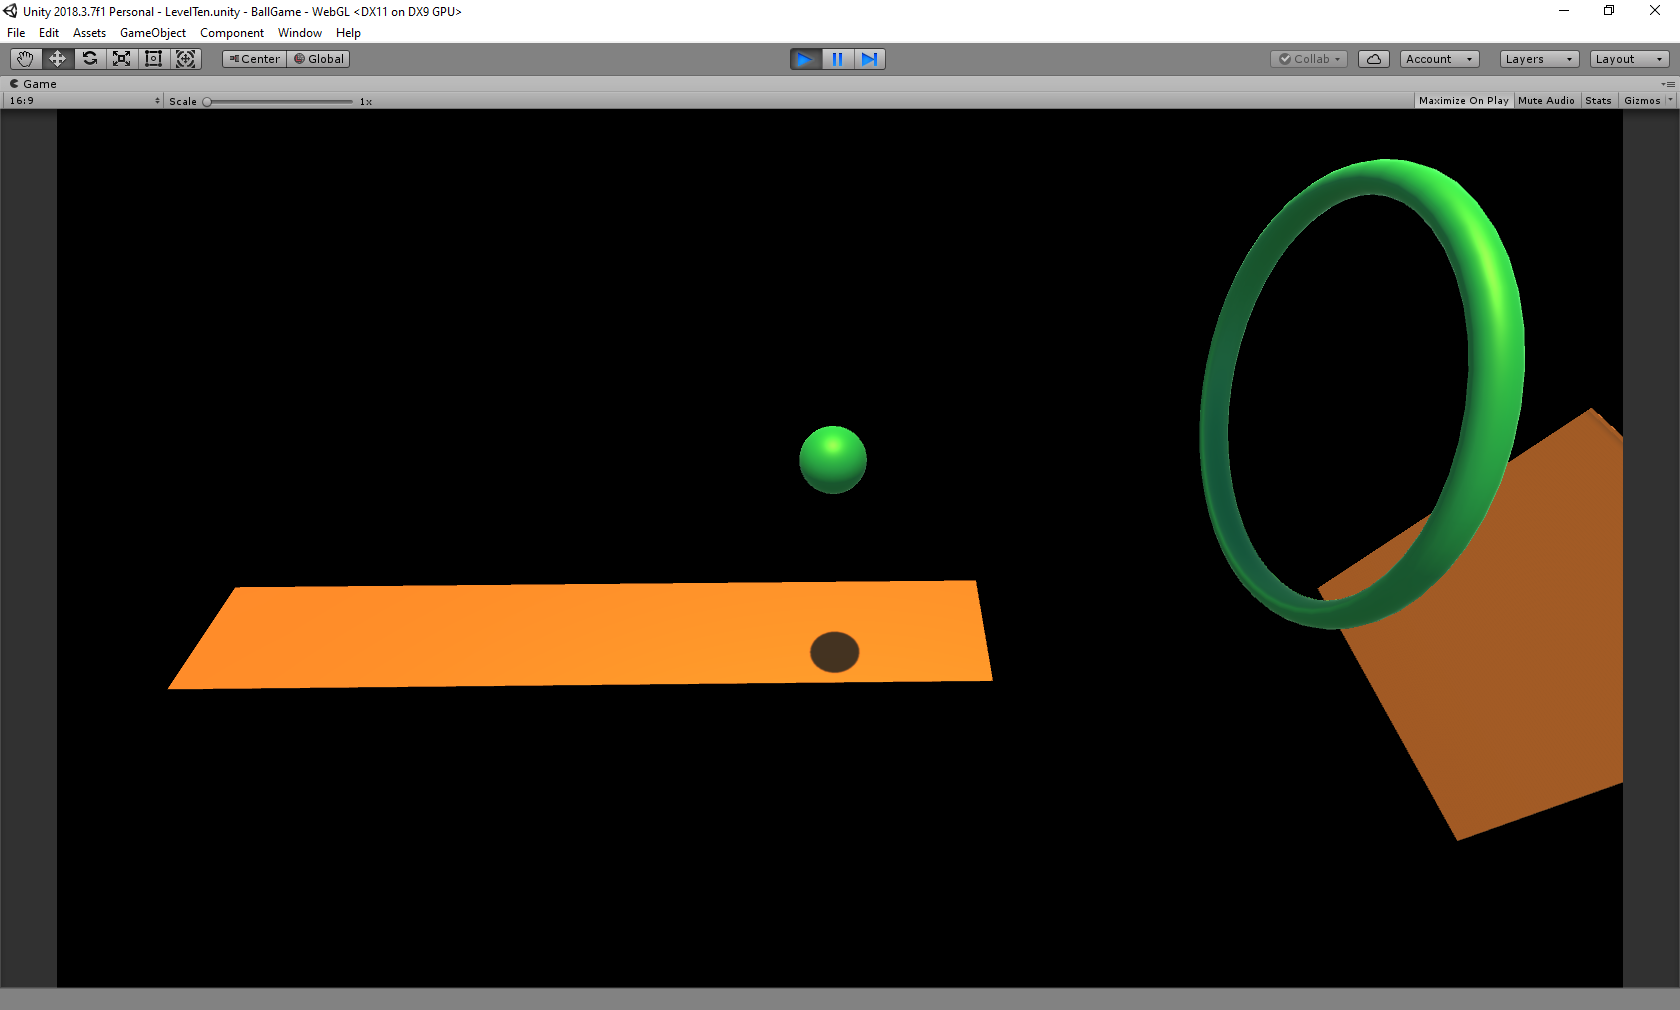 Unity 2018.3.7f1 Personal - LevelTen.unity - BallGame - WebGL <DX11 on DX9 GPU>
File Edit Assets GameObject Component Window Help
Center Global Collab Account Layers Layout
Game
16:9 Scale 1x Maximize On Play Mute Audio Stats Gizmos